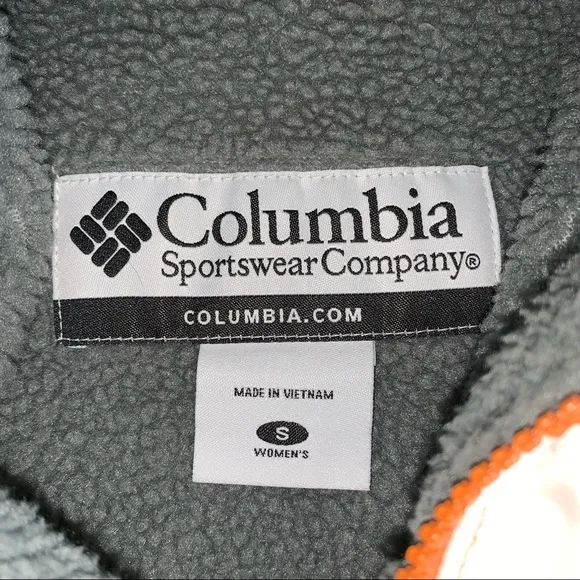 Columbia
Sportswear Company®
COLUMBIA.COM
MADE IN VIETNAM
S
WOMEN'S